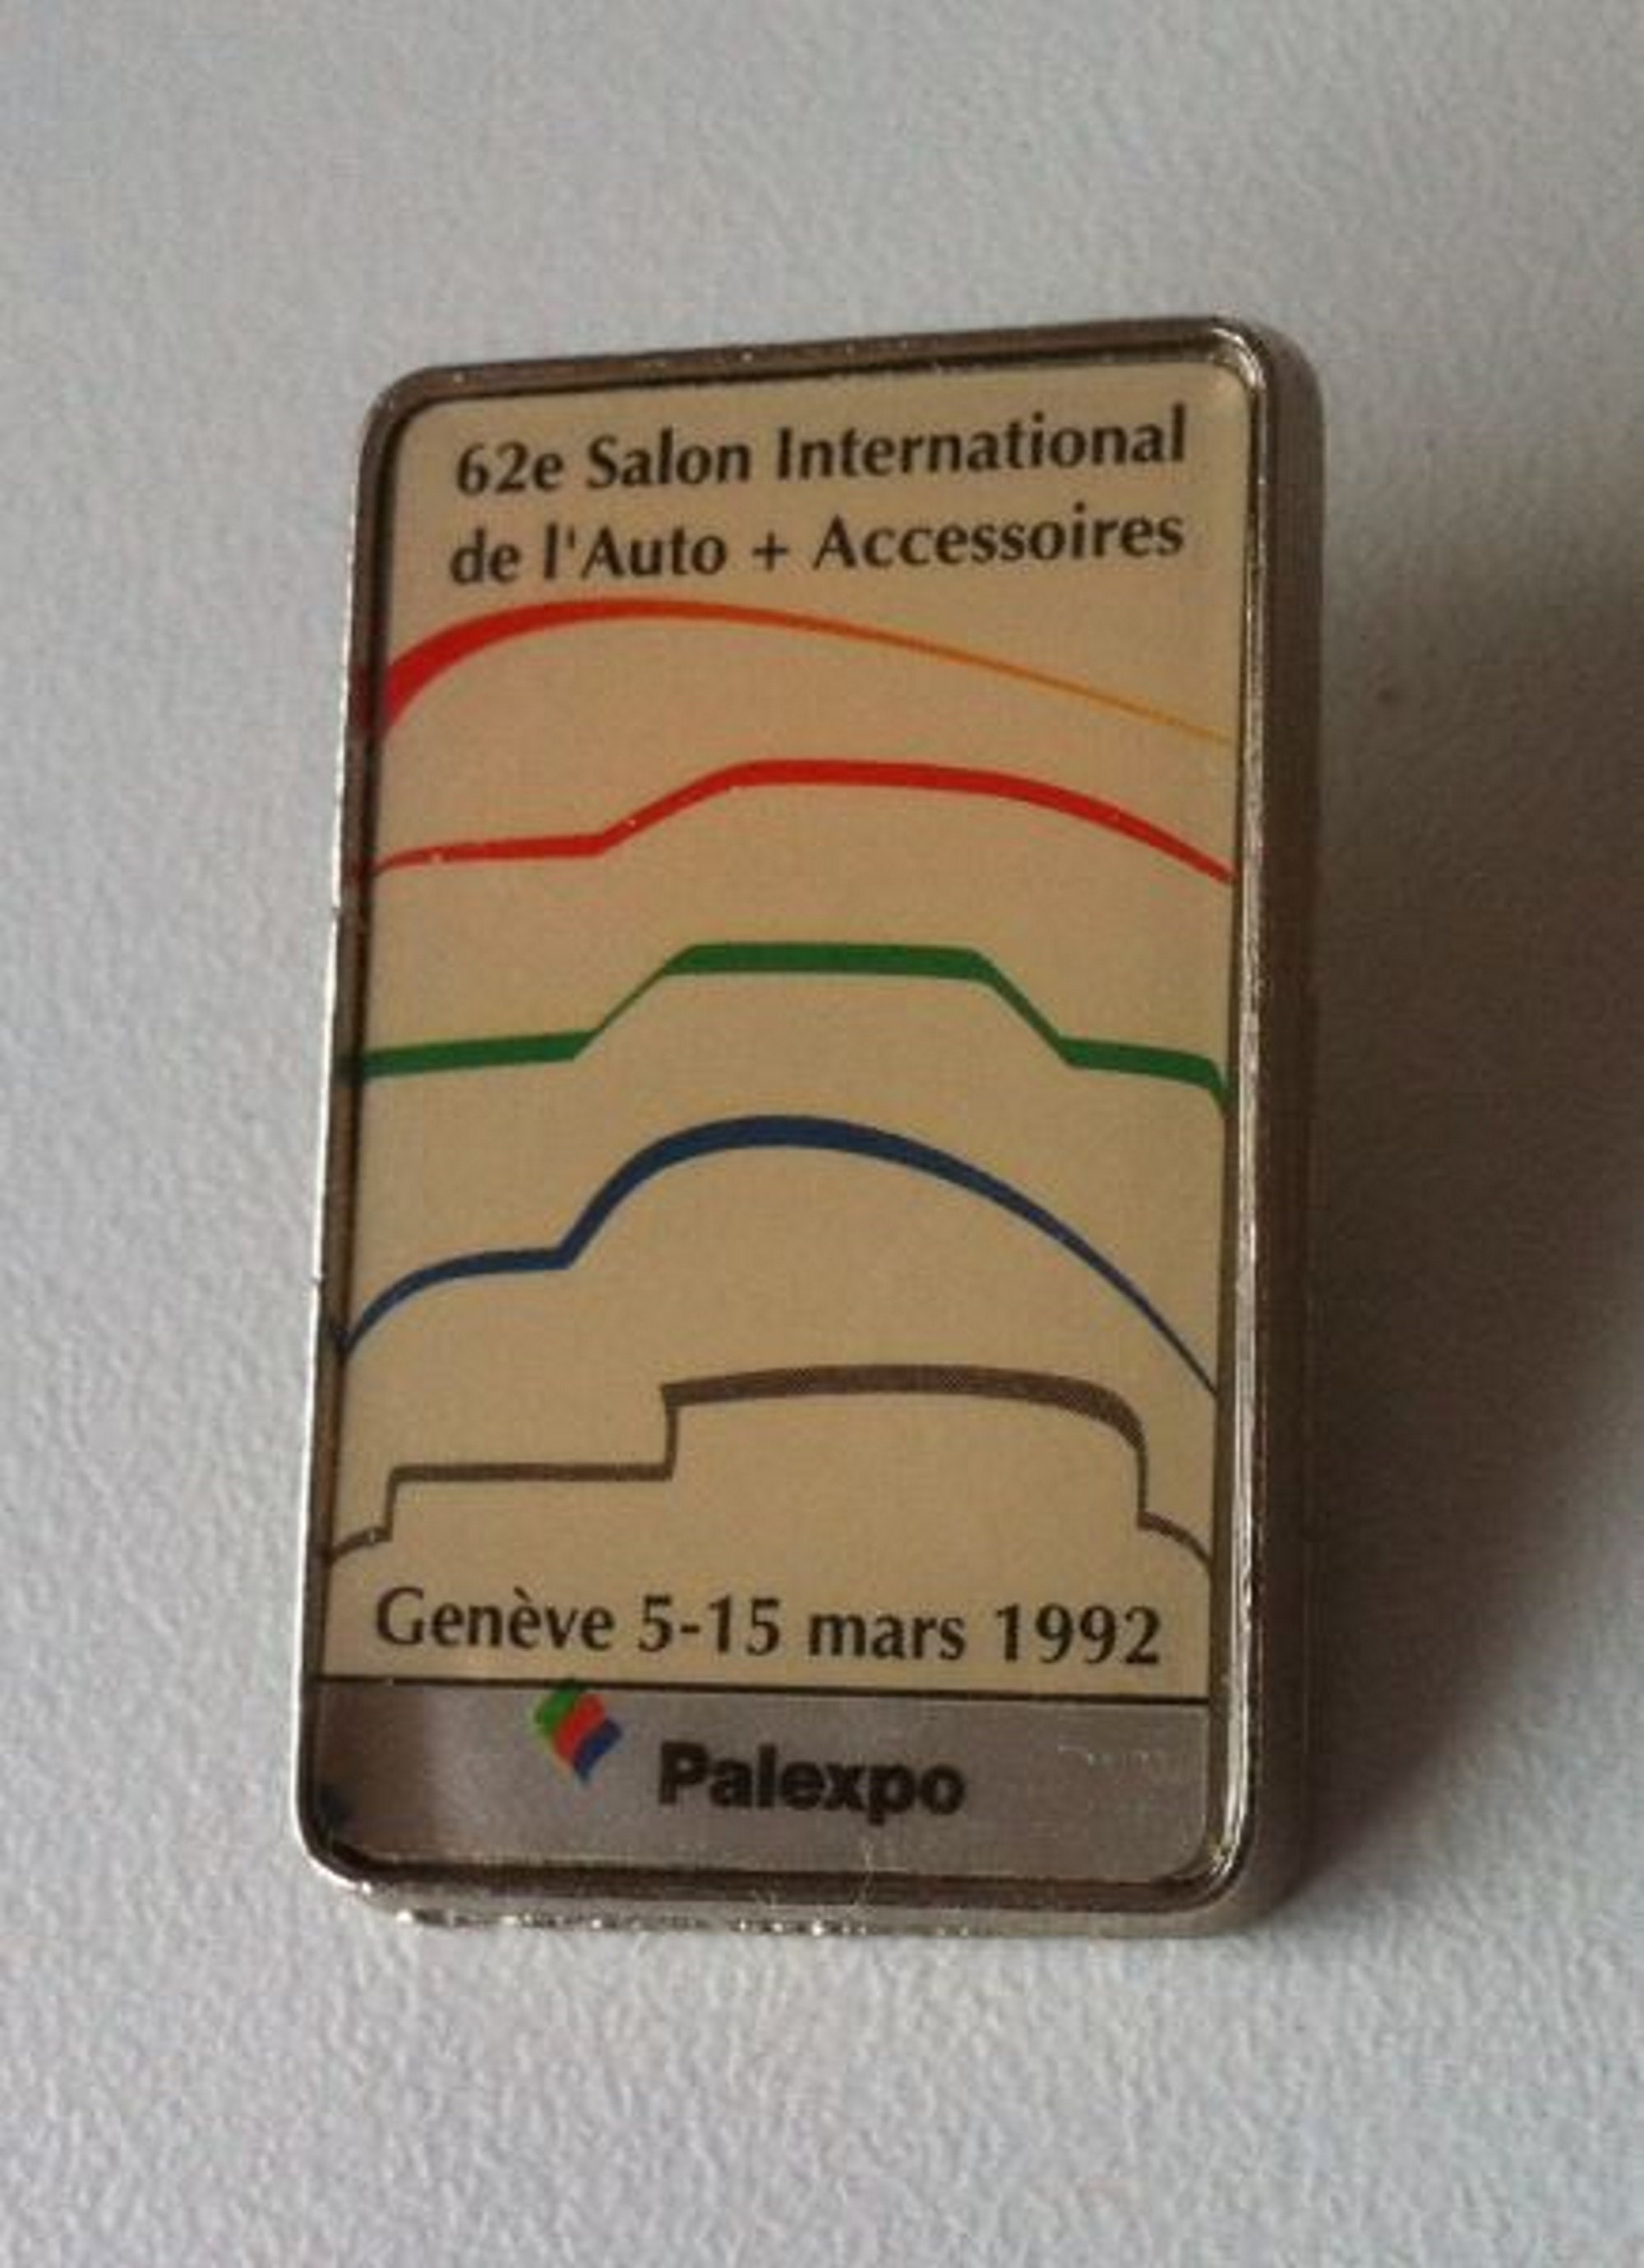 62e Salon International
de l'Auto + Accessoires
Genève 5-15 mars 1992
Palexpo